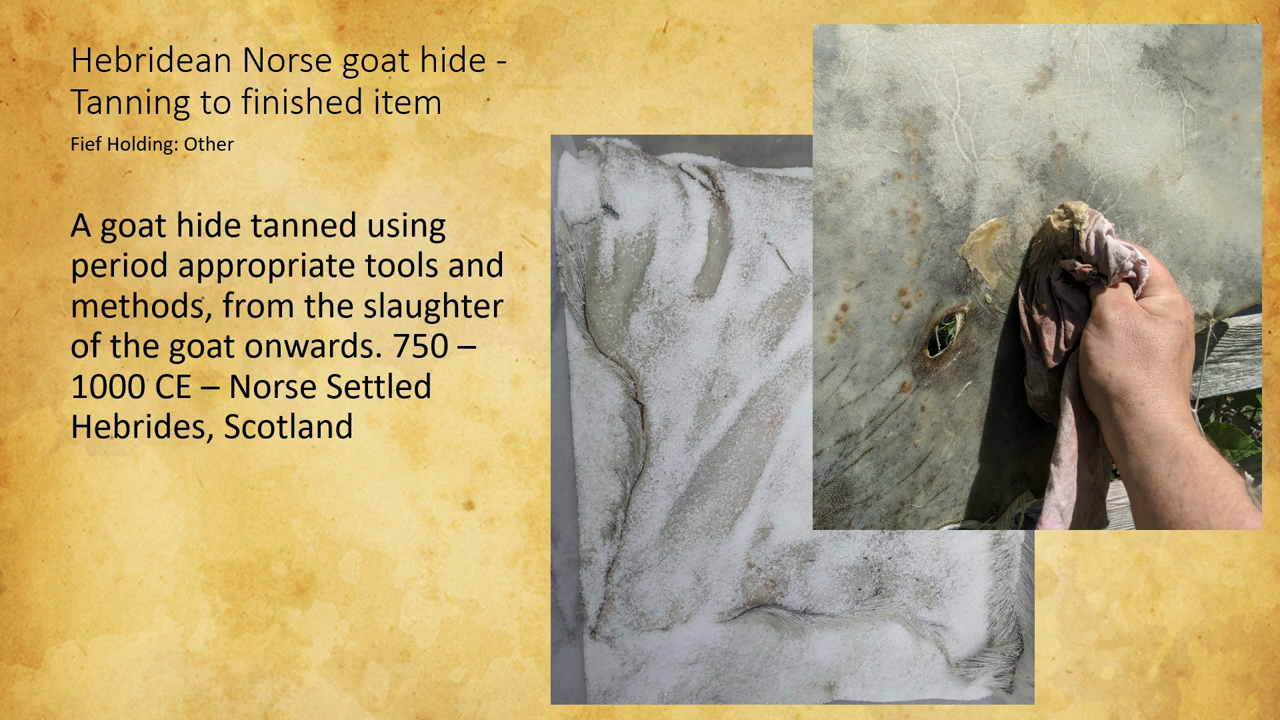 Hebridean Norse goat hide -
Tanning to finished item
Fief Holding: Other
A goat hide tanned using
period appropriate tools and
methods, from the slaughter
of the goat onwards. 750 –
1000 CE – Norse Settled
Hebrides, Scotland